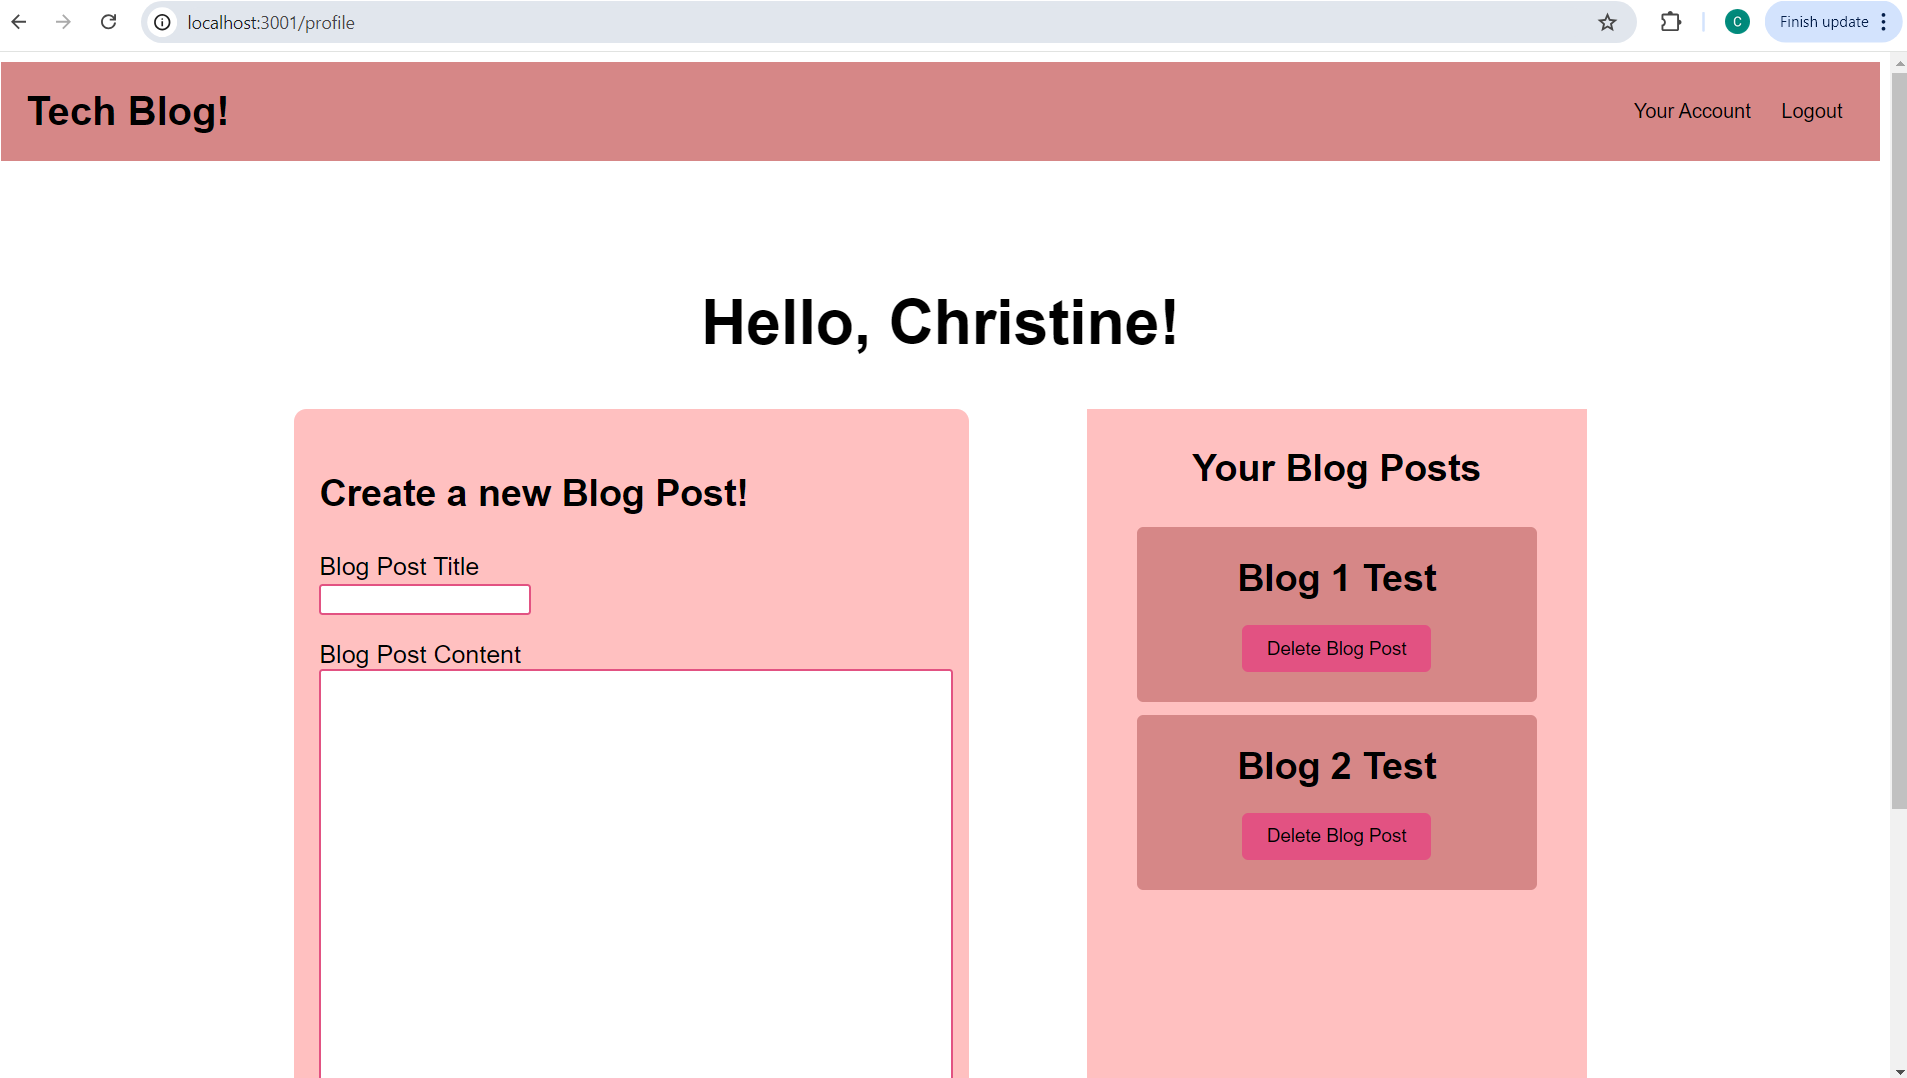 localhost:3001/profile
C
Finish update
Tech Blog!
Your Account
Logout
Hello, Christine!
Create a new Blog Post!
Blog Post Title
Blog Post Content
Your Blog Posts
Blog 1 Test
Delete Blog Post
Blog 2 Test
Delete Blog Post